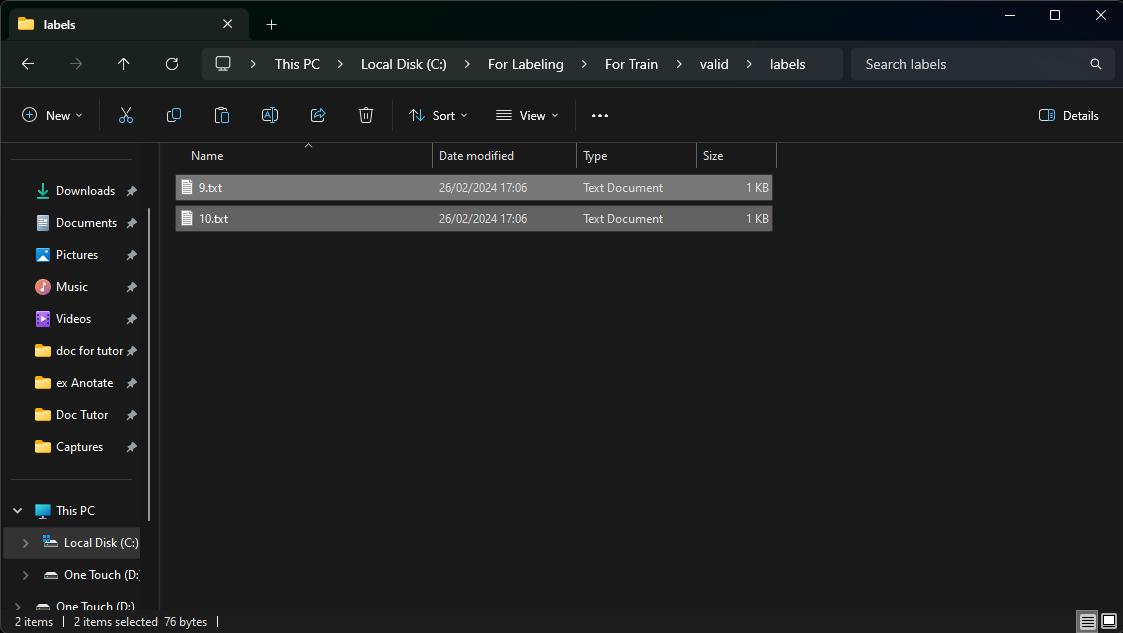 labels
This PC > Local Disk (C:) > For Labeling > For Train > valid > labels
Search labels
New
Sort
View
Details
Name Date modified Type Size
9.txt 26/02/2024 17:06 Text Document 1 KB
10.txt 26/02/2024 17:06 Text Document 1 KB
Downloads
Documents
Pictures
Music
Videos
doc for tutor
ex Anotate
Doc Tutor
Captures
This PC
Local Disk (C:)
One Touch (D:
One Touch (D:)
2 items 2 items selected 76 bytes